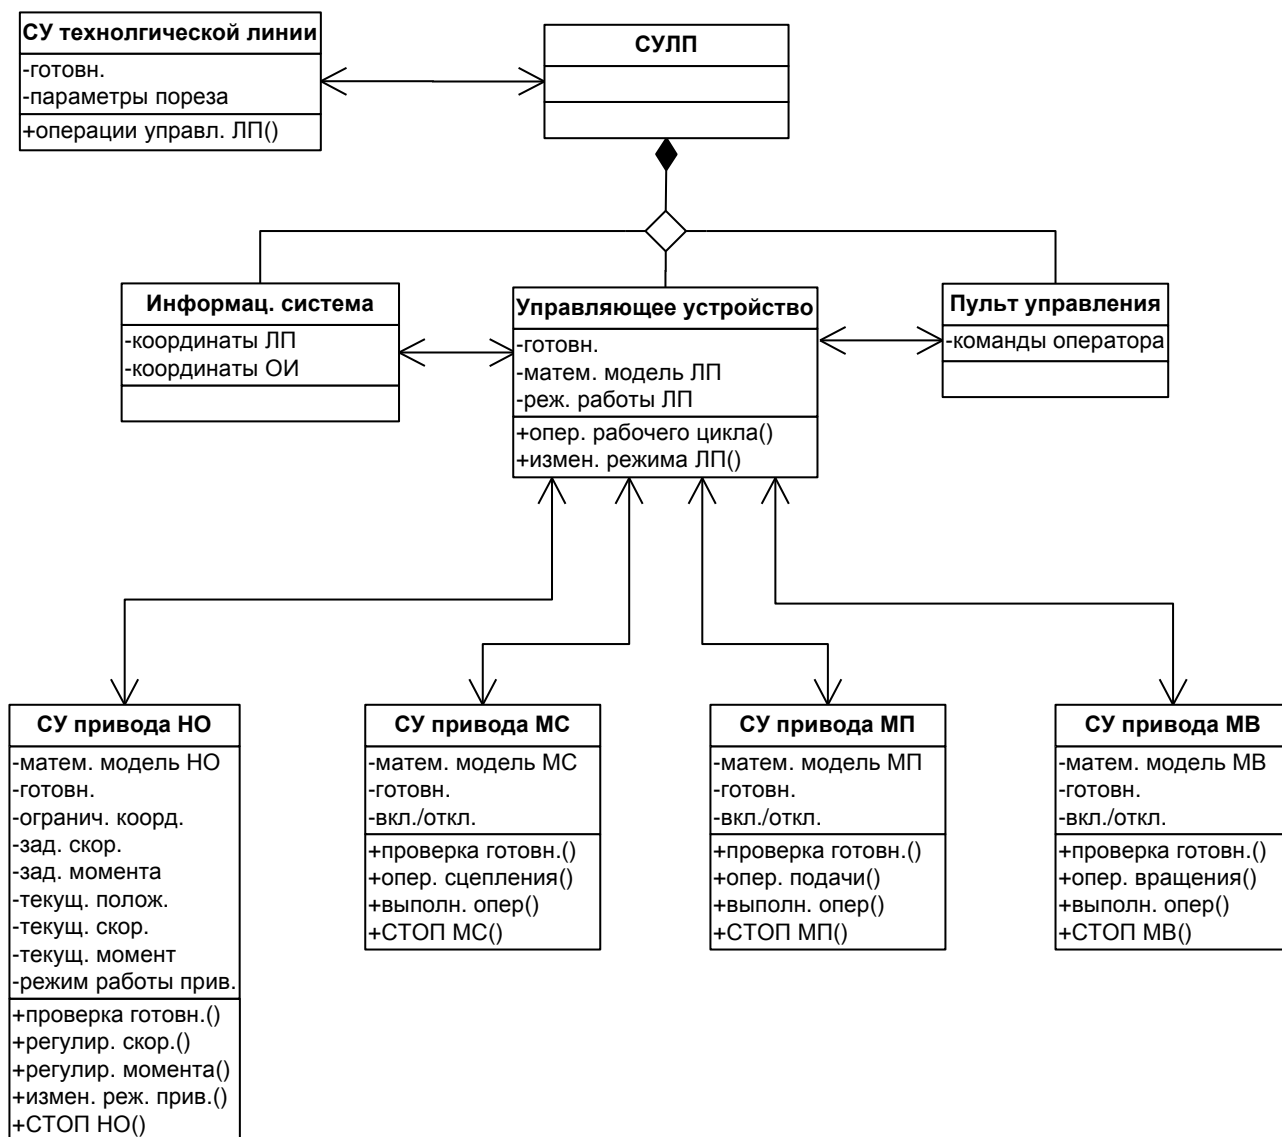 СУ технолгической линии
-готовн.
-параметры пореза
+операции управл. ЛП()
СУЛП
Информац. система
-координаты ЛП
-координаты ОИ
Управляющее устройство
-готовн.
-матем. модель ЛП
-реж. работы ЛП
+опер. рабочего цикла()
+измен. режима ЛП()
Пульт управления
-команды оператора
СУ привода НО
-матем. модель НО
-готовн.
-огранич. коорд.
-зад. скор.
-зад. момента
-текущ. полож.
-текущ. скор.
-текущ. момент
-режим работы прив.
+проверка готовн.()
+регулир. скор.()
+регулир. момента()
+измен. реж. прив.()
+СТОП НО()
СУ привода МС
-матем. модель МС
-готовн.
-вкл./откл.
+проверка готовн.()
+опер. сцепления()
+выполн. опер()
+СТОП МС()
СУ привода МП
-матем. модель МП
-готовн.
-вкл./откл.
+проверка готовн.()
+опер. подачи()
+выполн. опер()
+СТОП МП()
СУ привода МВ
-матем. модель МВ
-готовн.
-вкл./откл.
+проверка готовн.()
+опер. вращения()
+выполн. опер()
+СТОП МВ()